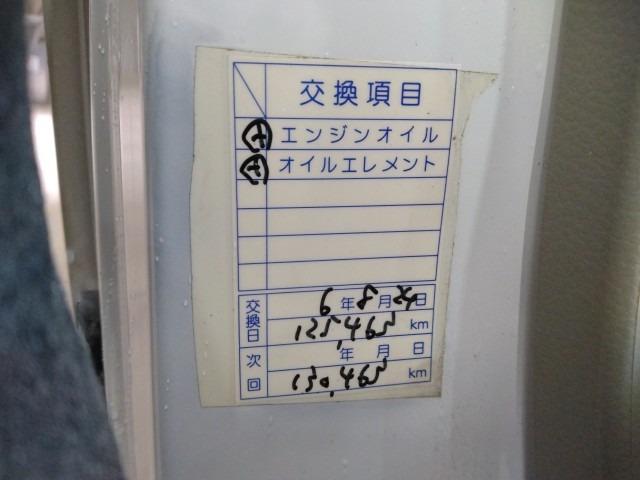 交換項目
エンジンオイル
オイルエレメント
交換日 6年8月24日
125,465 km
次回 年 月 日
130,465 km